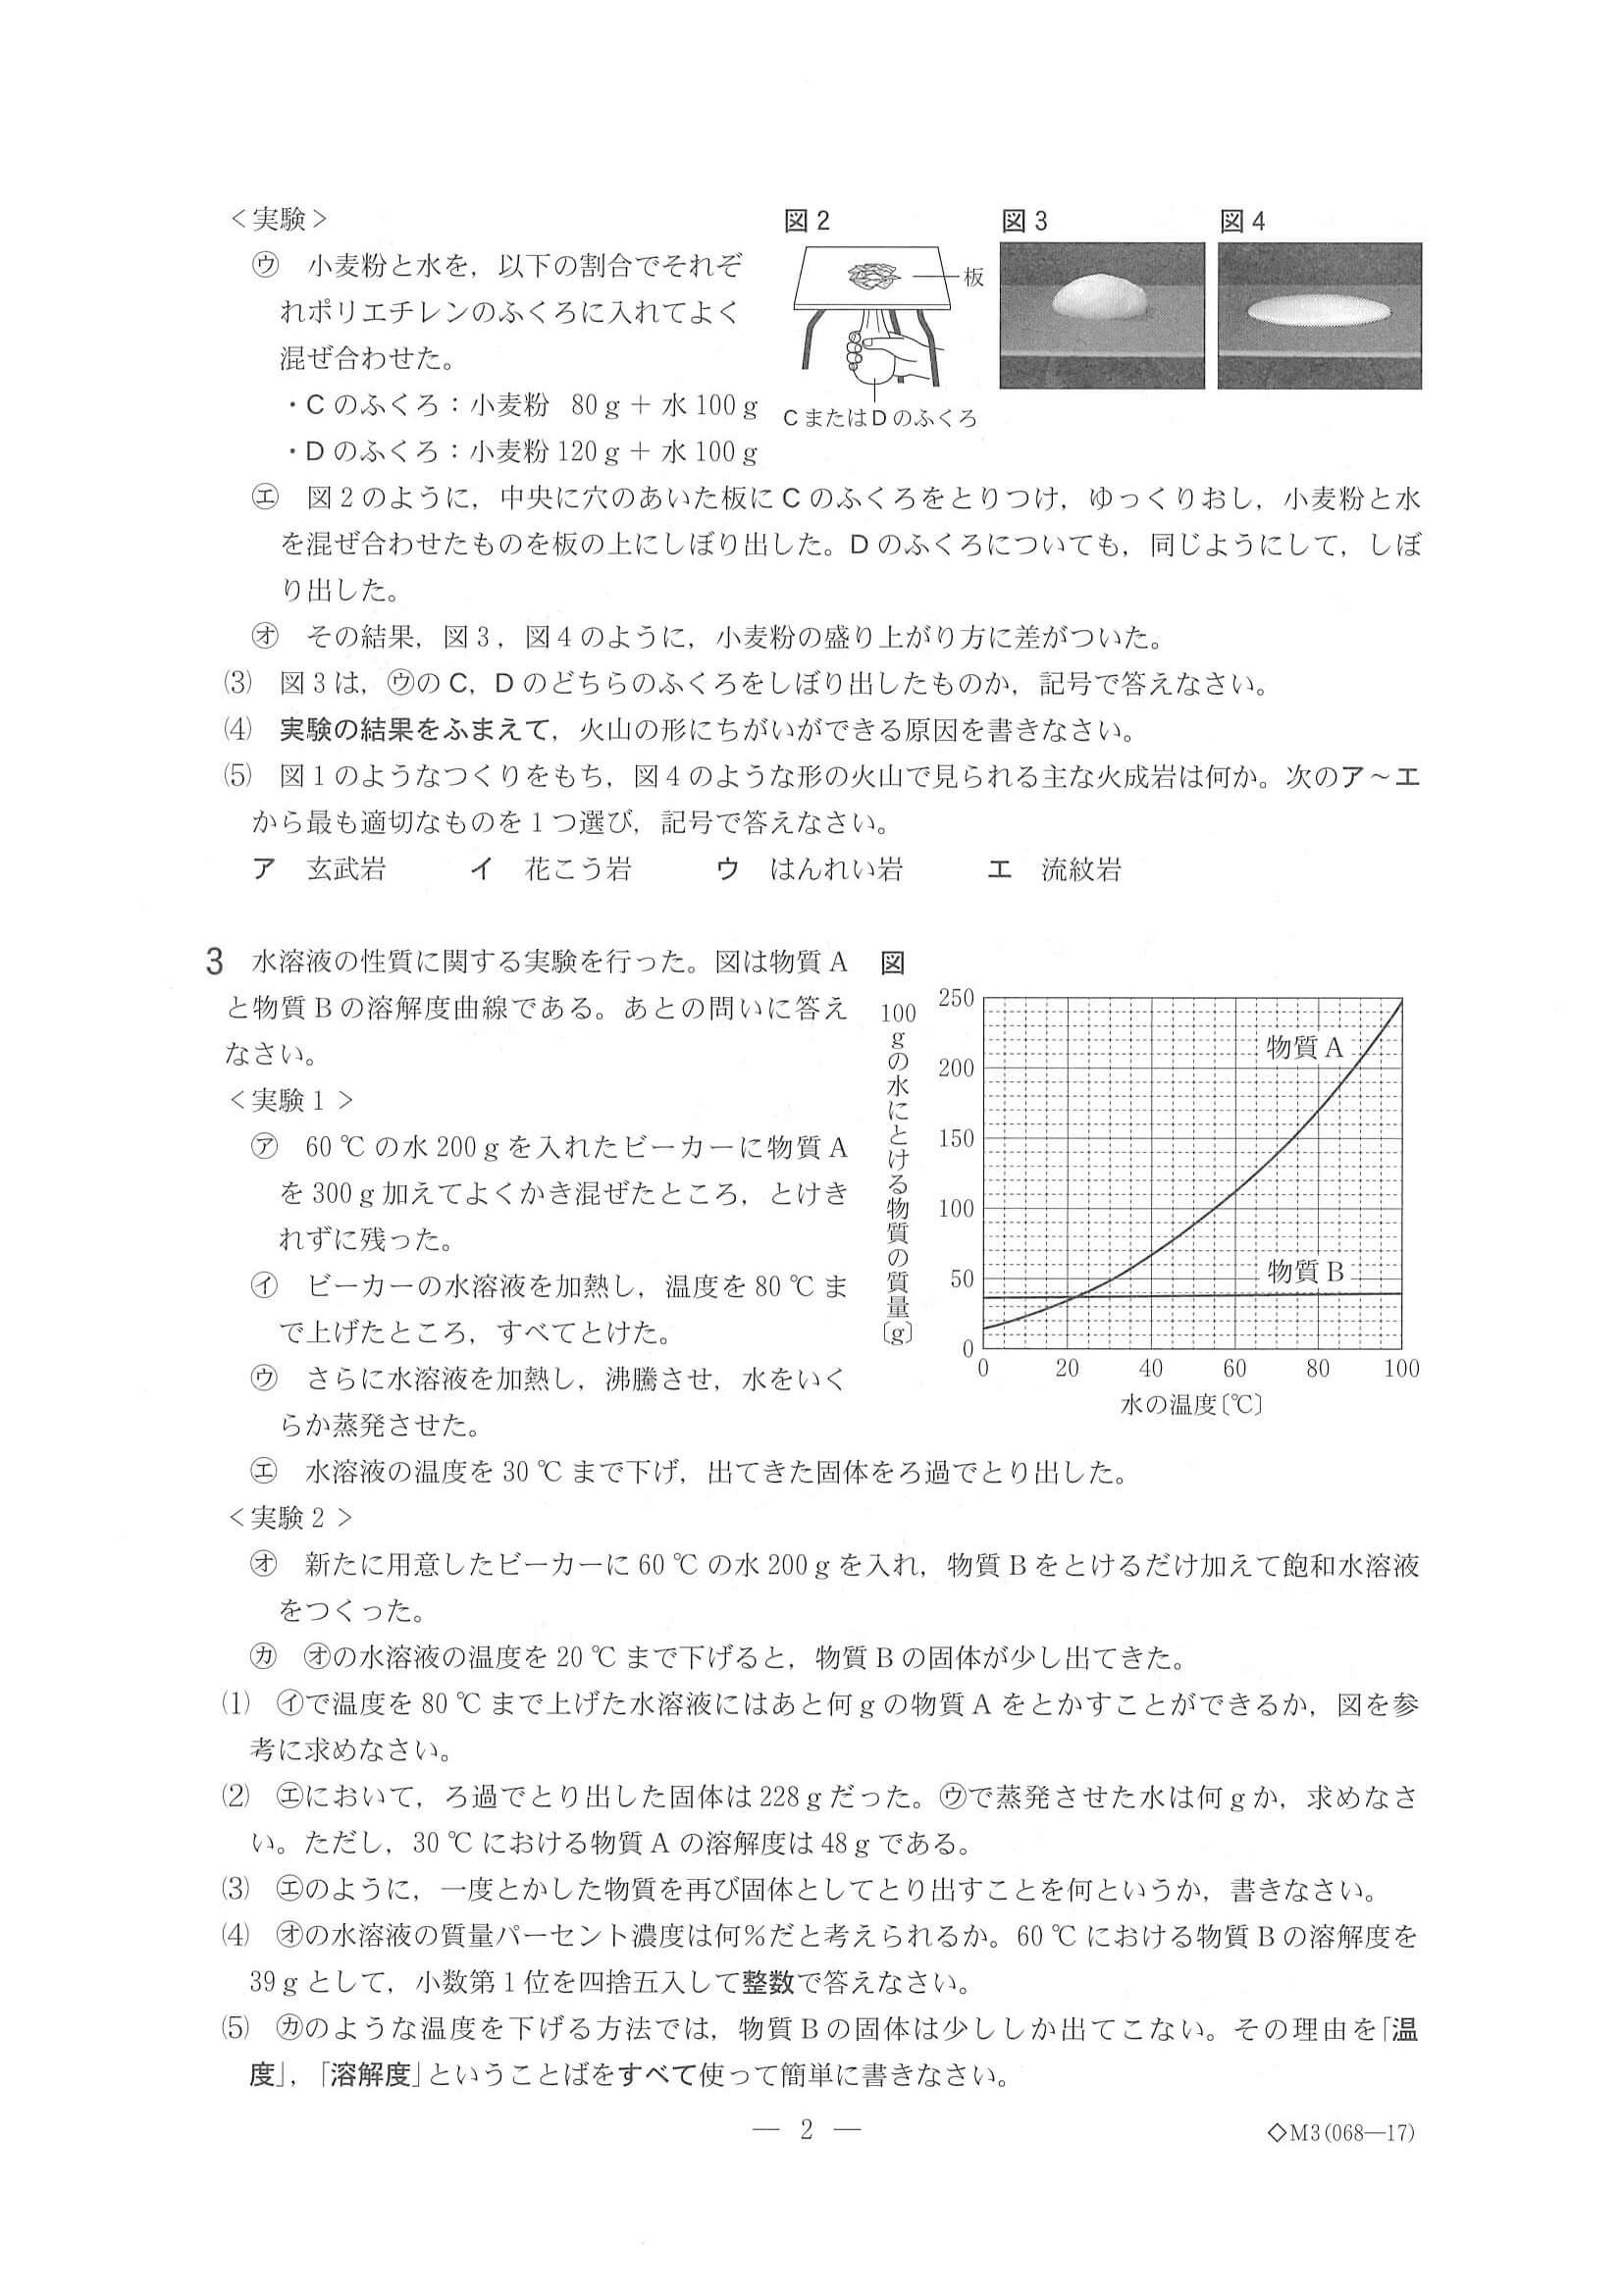 ＜実験＞
㋒　小麦粉と水を，以下の割合でそれぞ
れポリエチレンのふくろに入れてよく
混ぜ合わせた。
・Cのふくろ：小麦粉　80 g ＋ 水 100 g
・Dのふくろ：小麦粉 120 g ＋ 水 100 g
図2
板
CまたはDのふくろ
図3
図4
㋓　図2のように，中央に穴のあいた板にCのふくろをとりつけ，ゆっくりおし，小麦粉と水
を混ぜ合わせたものを板の上にしぼり出した。Dのふくろについても，同じようにして，しぼ
り出した。
㋔　その結果，図3，図4のように，小麦粉の盛り上がり方に差がついた。
(3)　図3は，㋒のC，Dのどちらのふくろをしぼり出したものか，記号で答えなさい。
(4)　実験の結果をふまえて，火山の形にちがいができる原因を書きなさい。
(5)　図1のようなつくりをもち，図4のような形の火山で見られる主な火成岩は何か。次のア～エ
から最も適切なものを1つ選び，記号で答えなさい。
ア　玄武岩　　イ　花こう岩　　ウ　はんれい岩　　エ　流紋岩
3　水溶液の性質に関する実験を行った。図は物質A
と物質Bの溶解度曲線である。あとの問いに答え
なさい。
＜実験1＞
㋐　60 ℃の水 200 g を入れたビーカーに物質A
を 300 g 加えてよくかき混ぜたところ，とけき
れずに残った。
㋑　ビーカーの水溶液を加熱し，温度を 80 ℃ま
で上げたところ，すべてとけた。
㋒　さらに水溶液を加熱し，沸騰させ，水をいく
らか蒸発させた。
図
100gの水にとける物質の質量〔g〕
250
200
150
100
50
0
物質A
物質B
0 20 40 60 80 100
水の温度〔℃〕
㋓　水溶液の温度を 30 ℃まで下げ，出てきた固体をろ過でとり出した。
＜実験2＞
㋔　新たに用意したビーカーに 60 ℃の水 200 g を入れ，物質Bをとけるだけ加えて飽和水溶液
をつくった。
㋕　㋔の水溶液の温度を 20 ℃まで下げると，物質Bの固体が少し出てきた。
(1)　㋑で温度を 80 ℃まで上げた水溶液にはあと何 g の物質Aをとかすことができるか，図を参
考に求めなさい。
(2)　㋓において，ろ過でとり出した固体は 228 g だった。㋒で蒸発させた水は何 g か，求めなさ
い。ただし，30 ℃における物質Aの溶解度は 48 g である。
(3)　㋓のように，一度とかした物質を再び固体としてとり出すことを何というか，書きなさい。
(4)　㋔の水溶液の質量パーセント濃度は何％だと考えられるか。60 ℃における物質Bの溶解度を
39 g として，小数第1位を四捨五入して整数で答えなさい。
(5)　㋕のような温度を下げる方法では，物質Bの固体は少ししか出てこない。その理由を「温
度」，「溶解度」ということばをすべて使って簡単に書きなさい。
― 2 ―
◇M3(068―17)